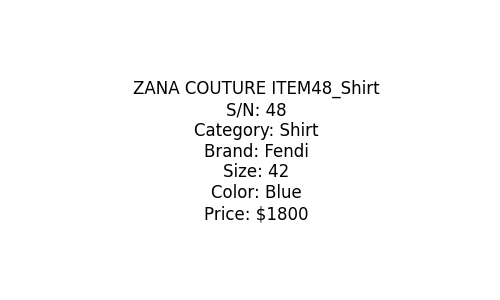 ZANA COUTURE ITEM48_Shirt
S/N: 48
Category: Shirt
Brand: Fendi
Size: 42
Color: Blue
Price: $1800